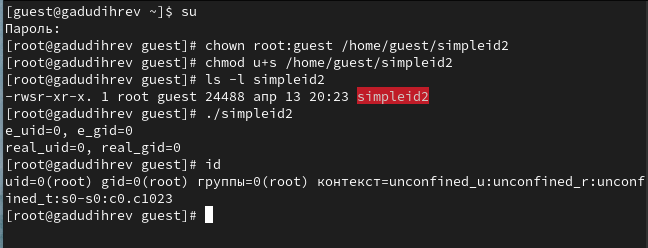 [guest@gadudihrev ~]$ su
Пароль:
[root@gadudihrev guest]# chown root:guest /home/guest/simpleid2
[root@gadudihrev guest]# chmod u+s /home/guest/simpleid2
[root@gadudihrev guest]# ls -l simpleid2
-rwsr-xr-x. 1 root guest 24488 апр 13 20:23 simpleid2
[root@gadudihrev guest]# ./simpleid2
e_uid=0, e_gid=0
real_uid=0, real_gid=0
[root@gadudihrev guest]# id
uid=0(root) gid=0(root) группы=0(root) контекст=unconfined_u:unconfined_r:unconf
ined_t:s0-s0:c0.c1023
[root@gadudihrev guest]#